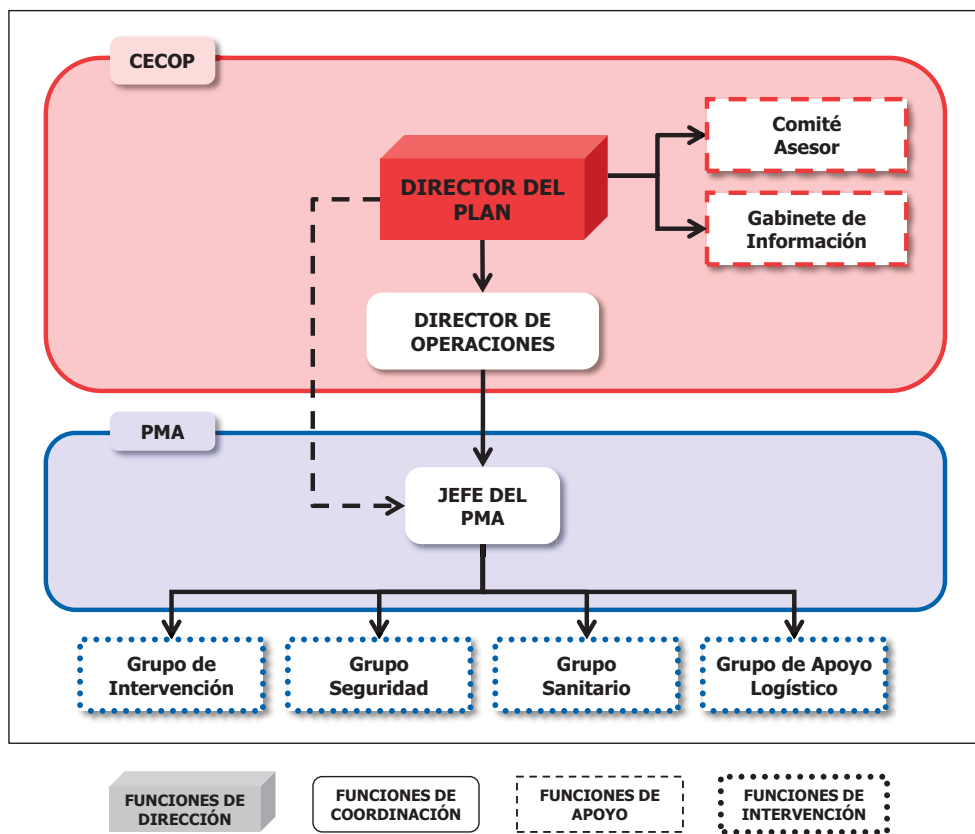 CECOP
Comité
Asesor
DIRECTOR DEL
PLAN
Gabinete de
Información
DIRECTOR DE
OPERACIONES
PMA
JEFE DEL
PMA
Grupo de
Intervención
Grupo
Seguridad
Grupo
Sanitario
Grupo de Apoyo
Logístico
FUNCIONES DE
DIRECCIÓN
FUNCIONES DE
COORDINACIÓN
FUNCIONES DE
APOYO
FUNCIONES DE
INTERVENCIÓN